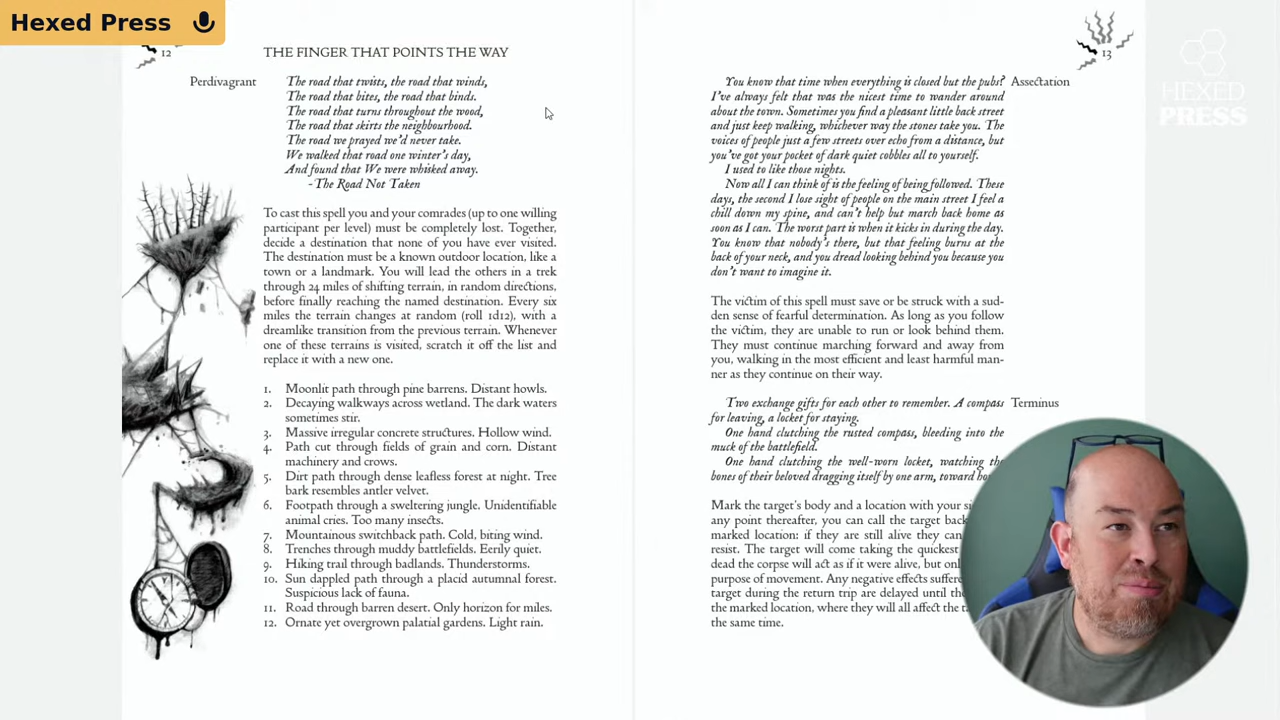 Hexed Press
12
THE FINGER THAT POINTS THE WAY
Perdivagrant
The road that twists, the road that winds,
The road that bites, the road that binds.
The road that turns throughout the wood,
The road that skirts the neighbourhood.
The road we prayed we'd never take.
We walked that road one winter's day,
And found that We were whisked away.
-The Road Not Taken
To cast this spell you and your comrades (up to one willing
participant per level) must be completely lost. Together,
decide a destination that none of you have ever visited.
The destination must be a known outdoor location, like a
town or a landmark. You will lead the others in a trek
through 24 miles of shifting terrain, in random directions,
before finally reaching the named destination. Every six
miles the terrain changes at random (roll 1d12), with a
dreamlike transition from the previous terrain. Whenever
one of these terrains is visited, scratch it off the list and
replace it with a new one.
1. Moonlit path through pine barrens. Distant howls.
2. Decaying walkways across wetland. The dark waters
sometimes stir.
3. Massive irregular concrete structures. Hollow wind.
4. Path cut through fields of grain and corn. Distant
machinery and crows.
5. Dirt path through dense leafless forest at night. Tree
bark resembles antler velvet.
6. Footpath through a sweltering jungle. Unidentifiable
animal cries. Too many insects.
7. Mountainous switchback path. Cold, biting wind.
8. Trenches through muddy battlefields. Eerily quiet.
9. Hiking trail through badlands. Thunderstorms.
10. Sun dappled path through a placid autumnal forest.
Suspicious lack of fauna.
11. Road through barren desert. Only horizon for miles.
12. Ornate yet overgrown palatial gardens. Light rain.
13
HEXED
PRESS
Assectation
You know that time when everything is closed but the pubs?
I've always felt that was the nicest time to wander around
about the town. Sometimes you find a pleasant little back street
and just keep walking, whichever way the stones take you. The
voices of people just a few streets over echo from a distance, but
you've got your pocket of dark quiet cobbles all to yourself.
I used to like those nights.
Now all I can think of is the feeling of being followed. These
days, the second I lose sight of people on the main street I feel a
chill down my spine, and can't help but march back home as
soon as I can. The worst part is when it kicks in during the day.
You know that nobody's there, but that feeling burns at the
back of your neck, and you dread looking behind you because you
don't want to imagine it.
The victim of this spell must save or be struck with a sud-
den sense of fearful determination. As long as you follow
the victim, they are unable to run or look behind them.
They must continue marching forward and away from
you, walking in the most efficient and least harmful man-
ner as they continue on their way.
Terminus
Two exchange gifts for each other to remember. A compass
for leaving, a locket for staying.
One hand clutching the rusted compass, bleeding into the
muck of the battlefield.
One hand clutching the well-worn locket, watching the
bones of their beloved dragging itself by one arm, toward
Mark the target's body and a location with your
any point thereafter, you can call the target back
marked location: if they are still alive they can
resist. The target will come taking the quickest
dead the corpse will act as if it were alive, but
purpose of movement. Any negative effects
target during the return trip are delayed until
the marked location, where they will all affect the
the same time.